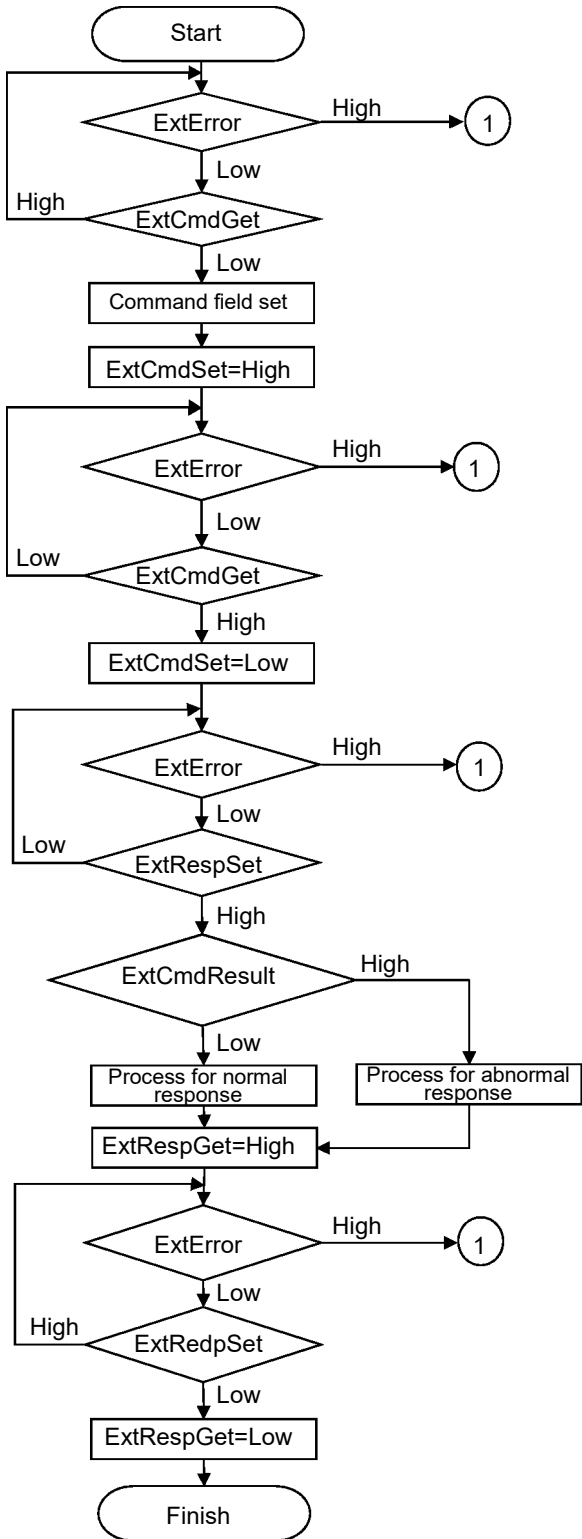 Start
ExtError
High
1
Low
High
ExtCmdGet
Low
Command field set
ExtCmdSet=High
ExtError
High
1
Low
Low
ExtCmdGet
High
ExtCmdSet=Low
ExtError
High
1
Low
Low
ExtRespSet
High
ExtCmdResult
High
Low
Process for normal
response
Process for abnormal
response
ExtRespGet=High
ExtError
High
1
Low
High
ExtRedpSet
Low
ExtRespGet=Low
Finish